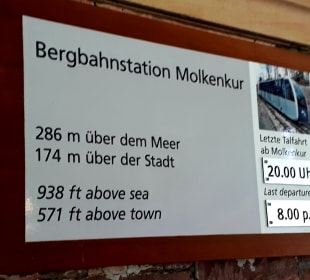 Bergbahnstation Molkenkur
286 m über dem Meer
174 m über der Stadt
938 ft above sea
571 ft above town
Letzte Talfahrt
ab Molkenkur
20.00 Uh
Last departure
8.00 p.